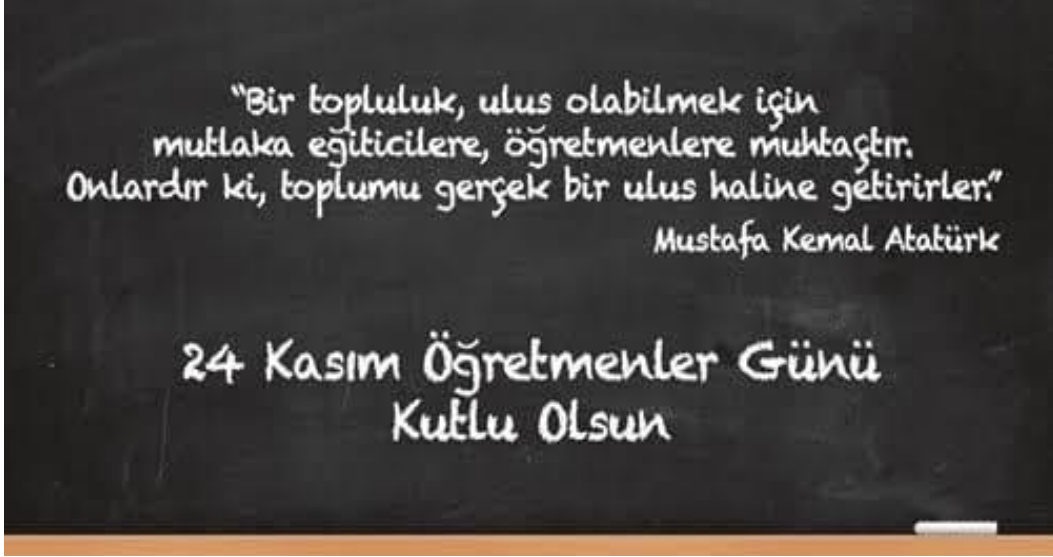 “Bir topluluk, ulus olabilmek için
mutlaka eğiticilere, öğretmenlere muhtaçtır.
Onlardır ki, toplumu gerçek bir ulus haline getirirler.”
Mustafa Kemal Atatürk
24 Kasım Öğretmenler Günü
Kutlu Olsun